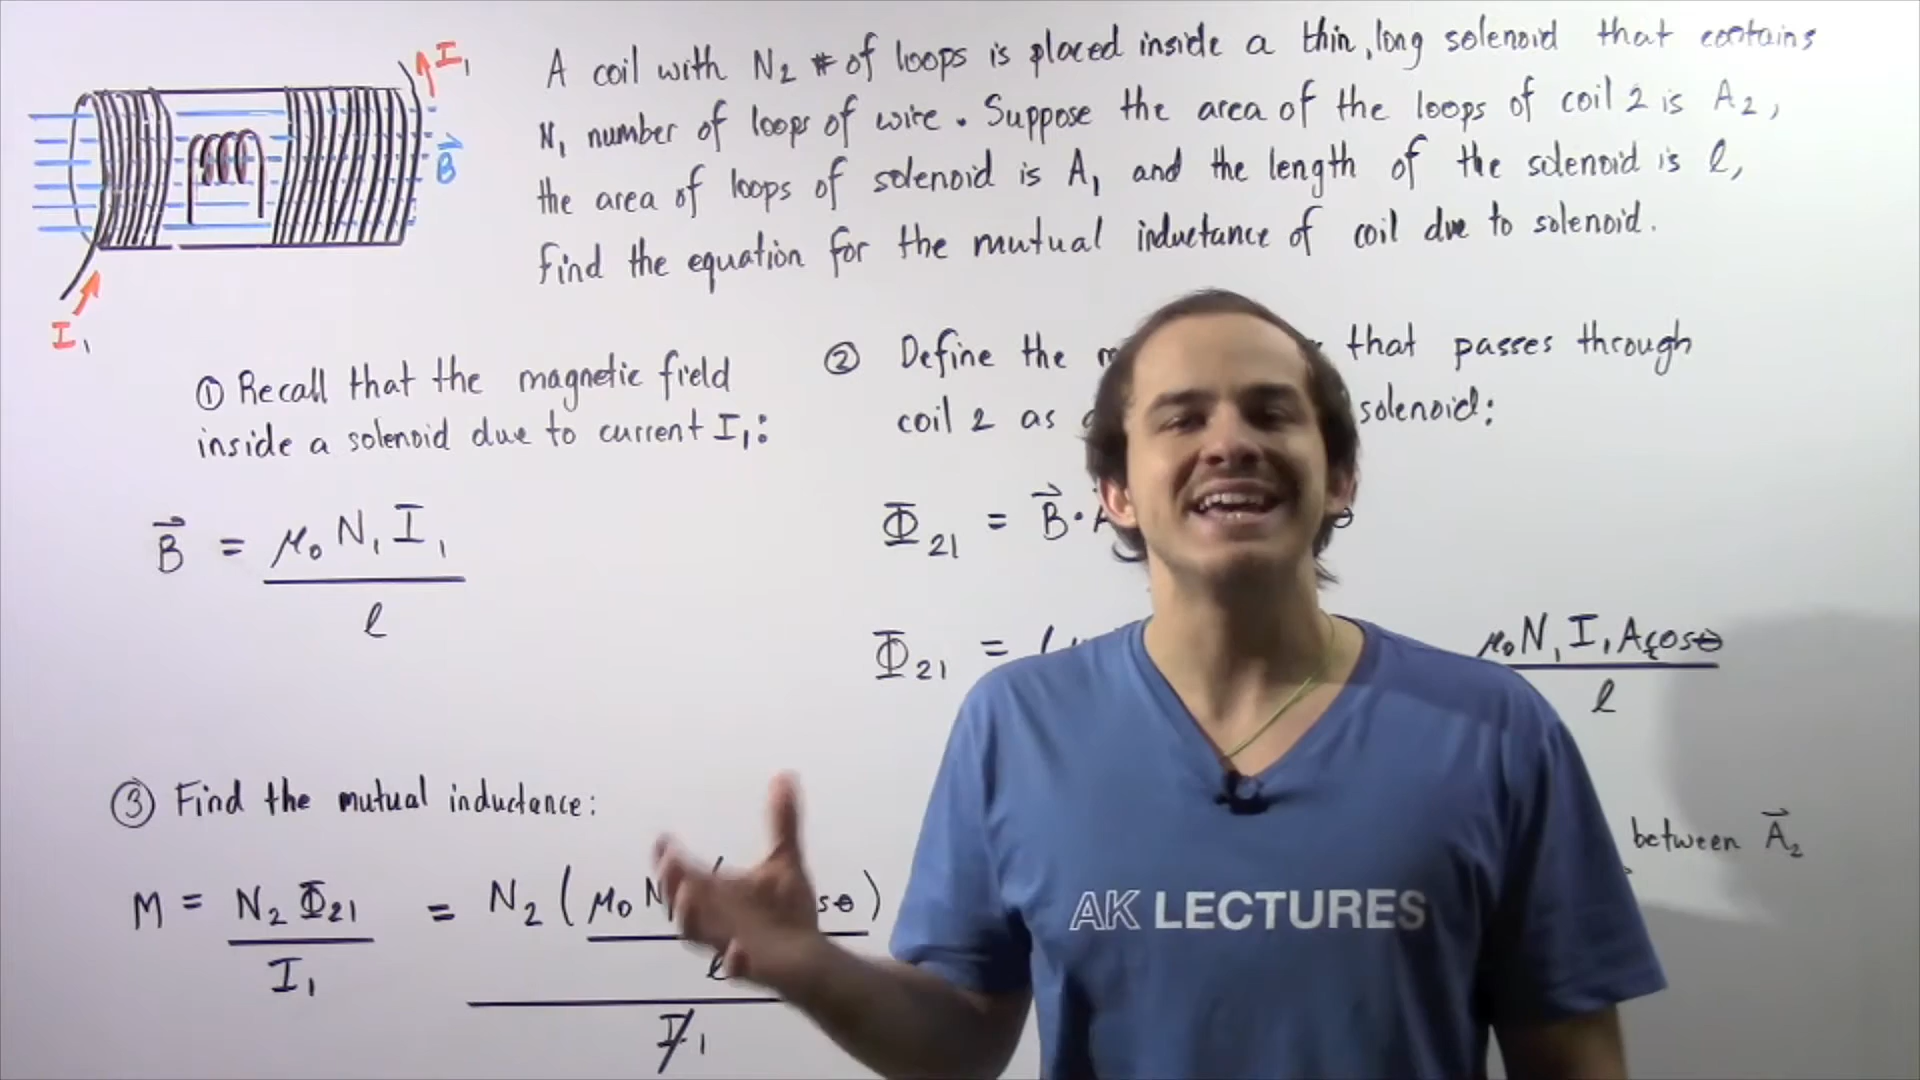 I₁
B⃗
I₁
A coil with N₂ # of loops is placed inside a thin, long solenoid that contains
N₁ number of loops of wire. Suppose the area of the loops of coil 2 is A₂,
the area of loops of solenoid is A₁ and the length of the solenoid is l,
find the equation for the mutual inductance of coil due to solenoid.
① Recall that the magnetic field
inside a solenoid due to current I₁:
B⃗ = μ₀ N₁ I₁
l
② Define the that passes through
coil 2 as solenoid:
Φ₂₁ = B⃗ ·
Φ₂₁ = ( μ₀ N₁ I₁ A₂ cosθ
l
between A⃗₂
③ Find the mutual inductance:
M = N₂ Φ₂₁ = N₂ ( μ₀ N sθ )
I₁ l
I₁
AK LECTURES